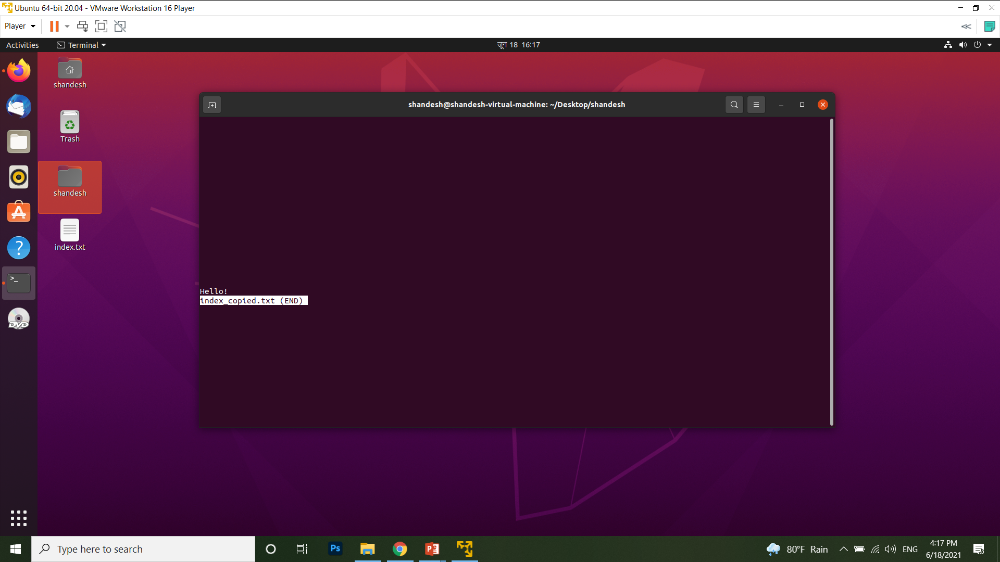 Ubuntu 64-bit 20.04 - VMware Workstation 16 Player
Player
Activities
Terminal
जून 18 16:17
shandesh
Trash
shandesh
index.txt
shandesh@shandesh-virtual-machine: ~/Desktop/shandesh
Hello!
index_copied.txt (END)
DVD
Type here to search
Ps
P
80°F Rain
ENG
4:17 PM
6/18/2021